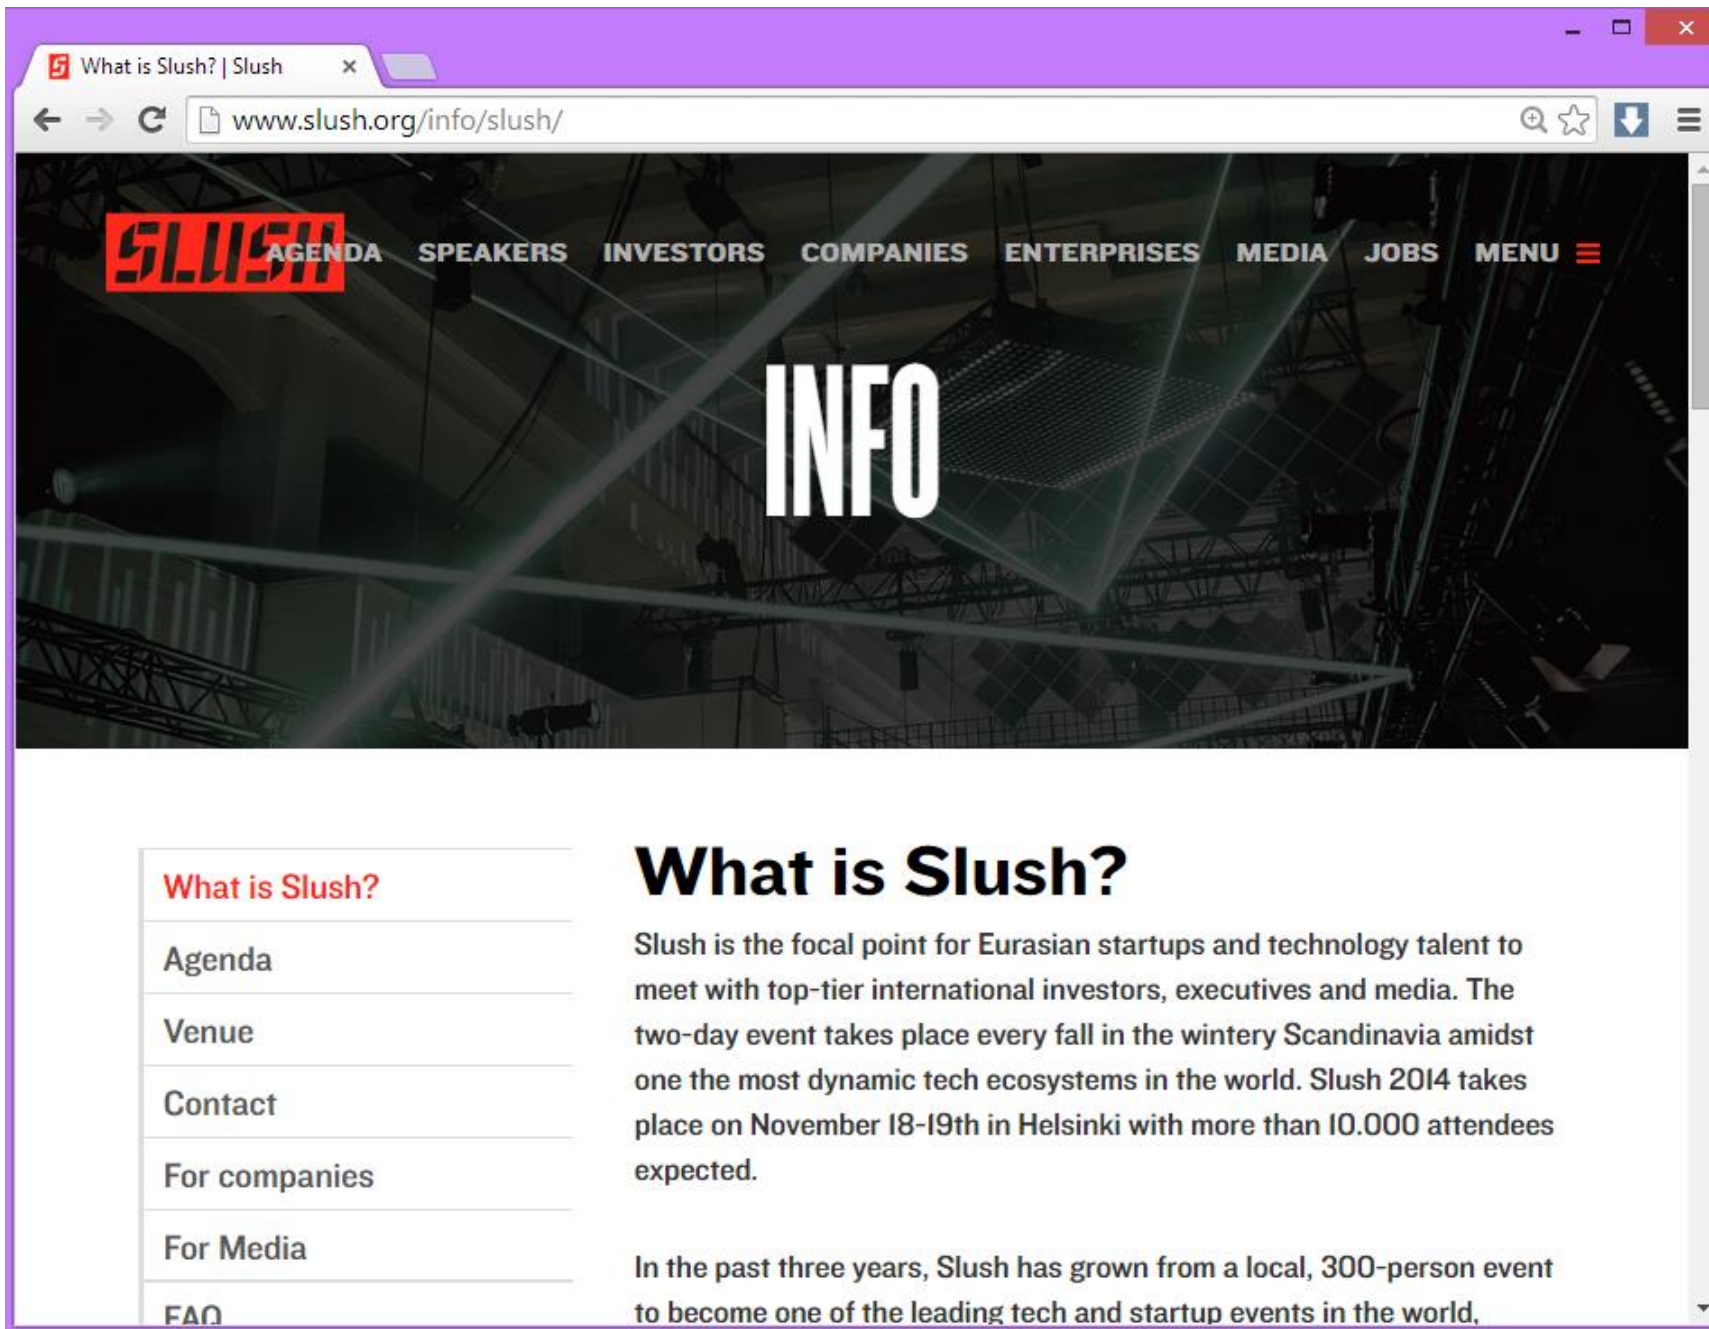 What is Slush? | Slush
www.slush.org/info/slush/
SLUSH
AGENDA SPEAKERS INVESTORS COMPANIES ENTERPRISES MEDIA JOBS MENU
INFO
What is Slush?
Agenda
Venue
Contact
For companies
For Media
FAQ
What is Slush?
Slush is the focal point for Eurasian startups and technology talent to
meet with top-tier international investors, executives and media. The
two-day event takes place every fall in the wintery Scandinavia amidst
one the most dynamic tech ecosystems in the world. Slush 2014 takes
place on November 18-19th in Helsinki with more than 10.000 attendees
expected.
In the past three years, Slush has grown from a local, 300-person event
to become one of the leading tech and startup events in the world,